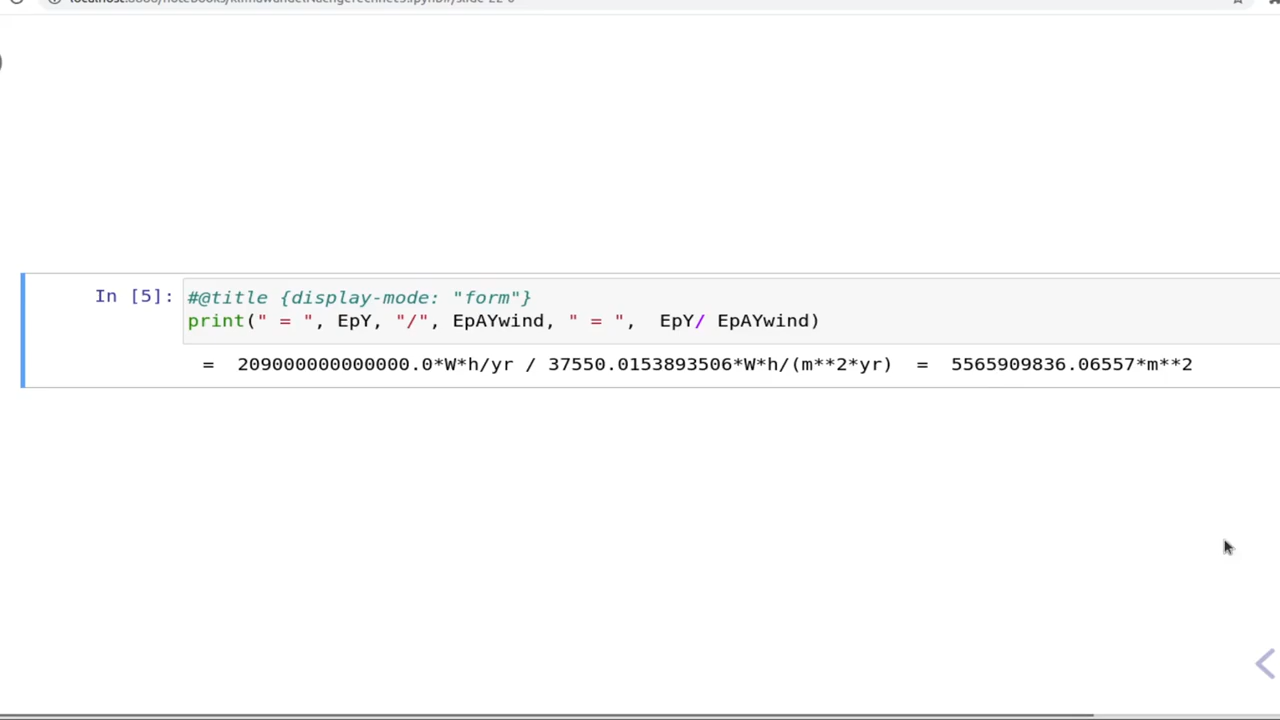 In [5]:
#@title {display-mode: "form"}
print(" = ", EpY, "/", EpAYwind, " = ",  EpY/ EpAYwind)
=  209000000000000.0*W*h/yr / 37550.0153893506*W*h/(m**2*yr)  =  5565909836.06557*m**2